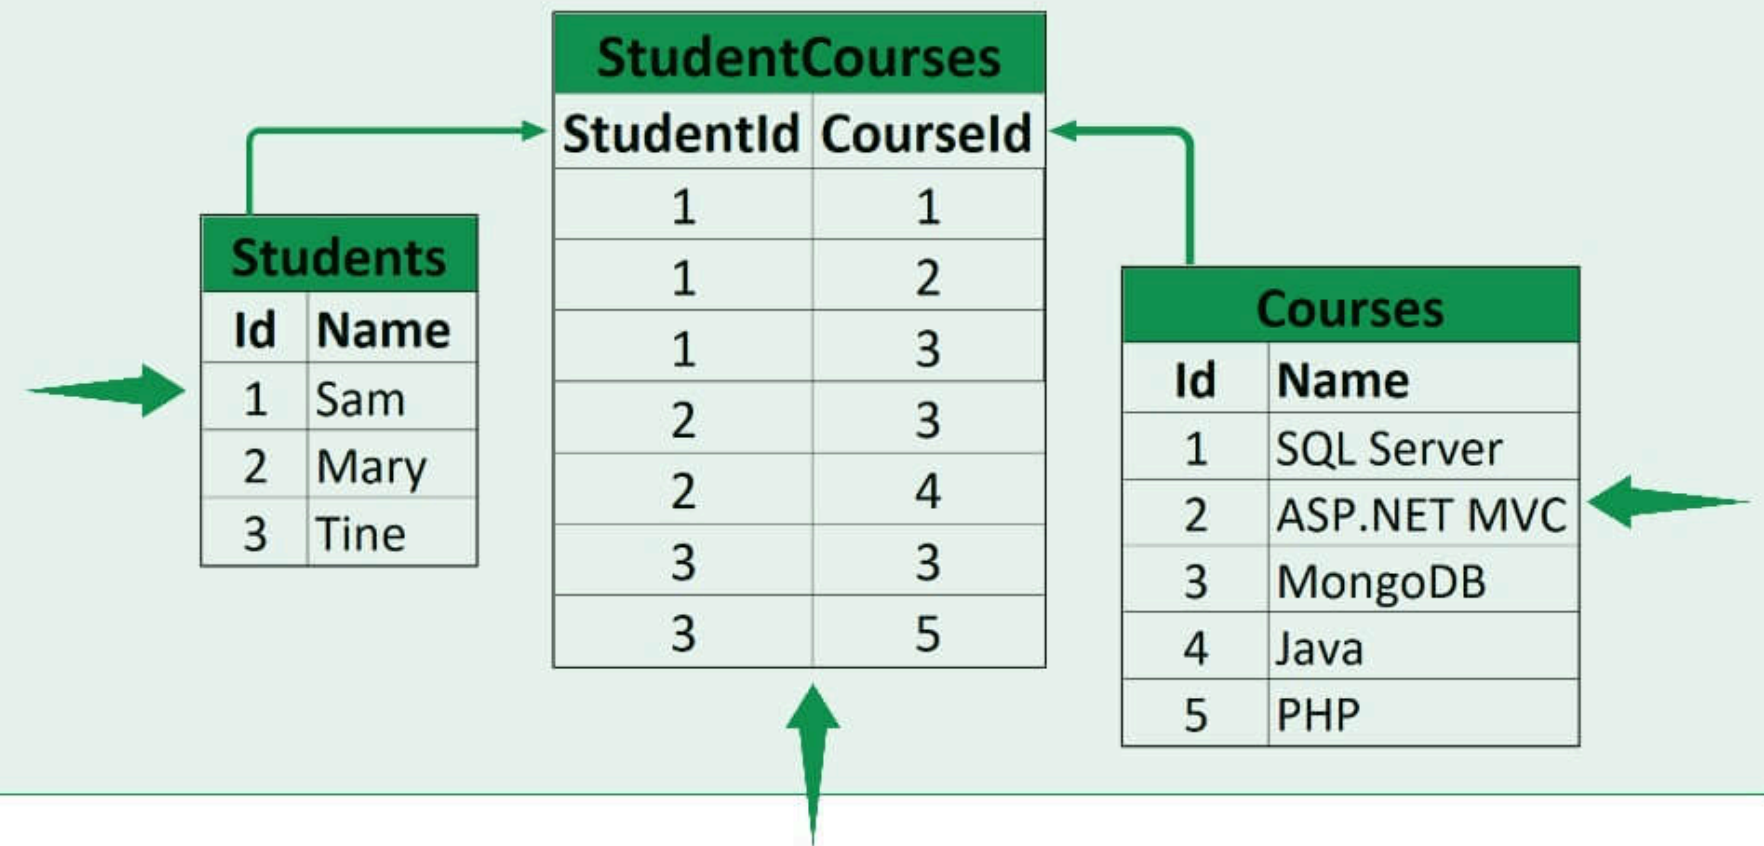 StudentCourses
StudentId CourseId
1 1
1 2
1 3
2 3
2 4
3 3
3 5
Students
Id Name
1 Sam
2 Mary
3 Tine
Courses
Id Name
1 SQL Server
2 ASP.NET MVC
3 MongoDB
4 Java
5 PHP